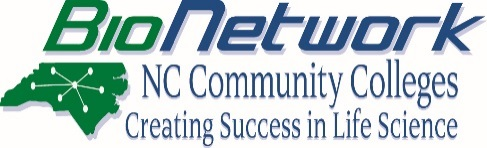 BioNetwork
NC Community Colleges
Creating Success in Life Science